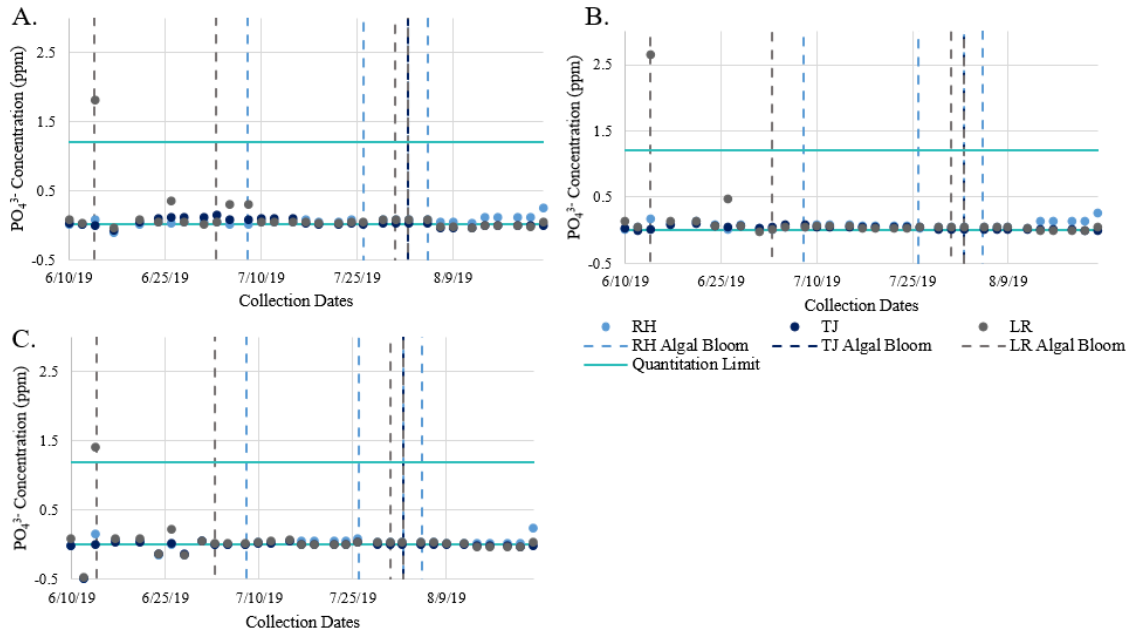 A.
PO₄³⁻ Concentration (ppm)
2.5
1.5
0.5
-0.5
6/10/19 6/25/19 7/10/19 7/25/19 8/9/19
Collection Dates
B.
PO₄³⁻ Concentration (ppm)
2.5
1.5
0.5
-0.5
6/10/19 6/25/19 7/10/19 7/25/19 8/9/19
Collection Dates
RH TJ LR
RH Algal Bloom TJ Algal Bloom LR Algal Bloom
Quantitation Limit
C.
PO₄³⁻ Concentration (ppm)
2.5
1.5
0.5
-0.5
6/10/19 6/25/19 7/10/19 7/25/19 8/9/19
Collection Dates